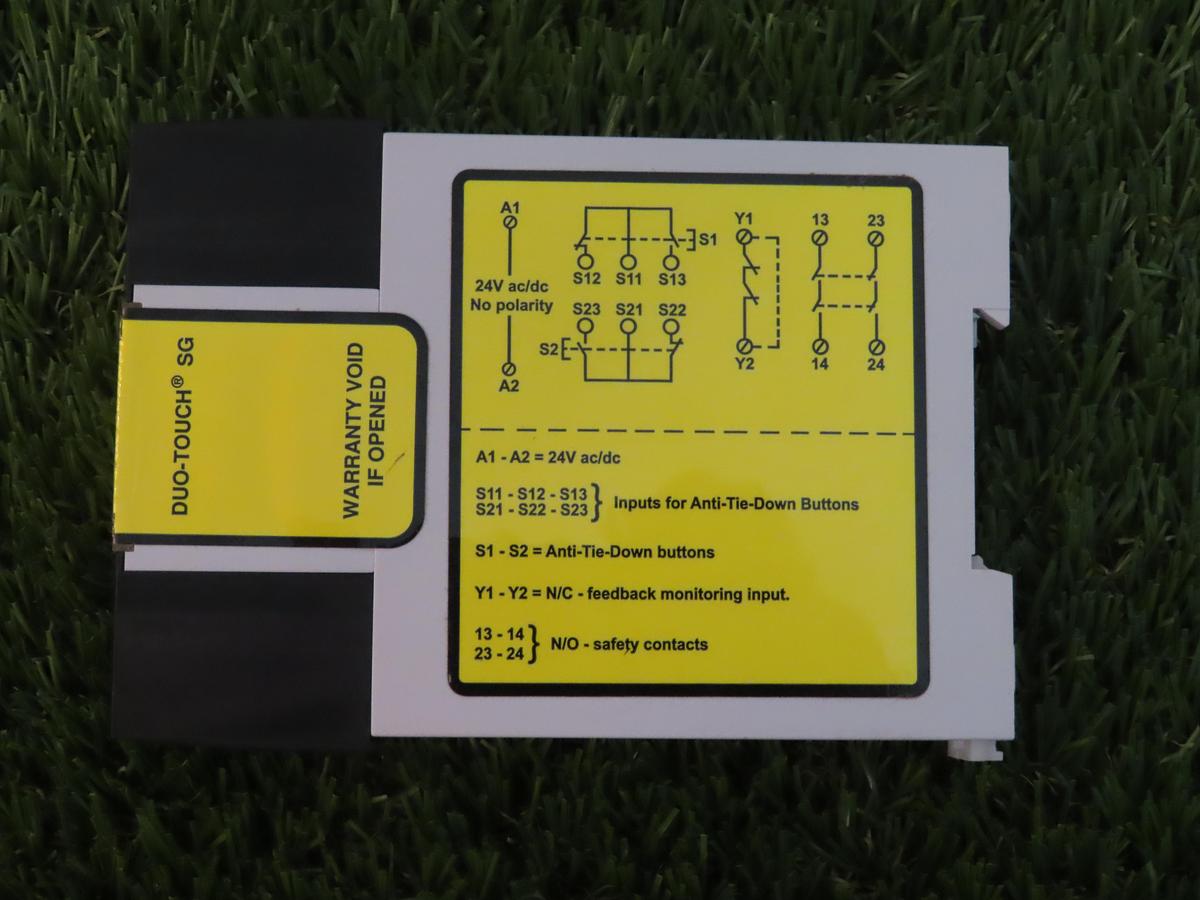 DUO-TOUCH® SG
WARRANTY VOID
IF OPENED
A1
24V ac/dc
No polarity
A2
S1
S12 S11 S13
S23 S21 S22
S2
Y1
Y2
13 23
14 24
A1 - A2 = 24V ac/dc
S11 - S12 - S13
S21 - S22 - S23
} Inputs for Anti-Tie-Down Buttons
S1 - S2 = Anti-Tie-Down buttons
Y1 - Y2 = N/C - feedback monitoring input.
13 - 14
23 - 24
} N/O - safety contacts